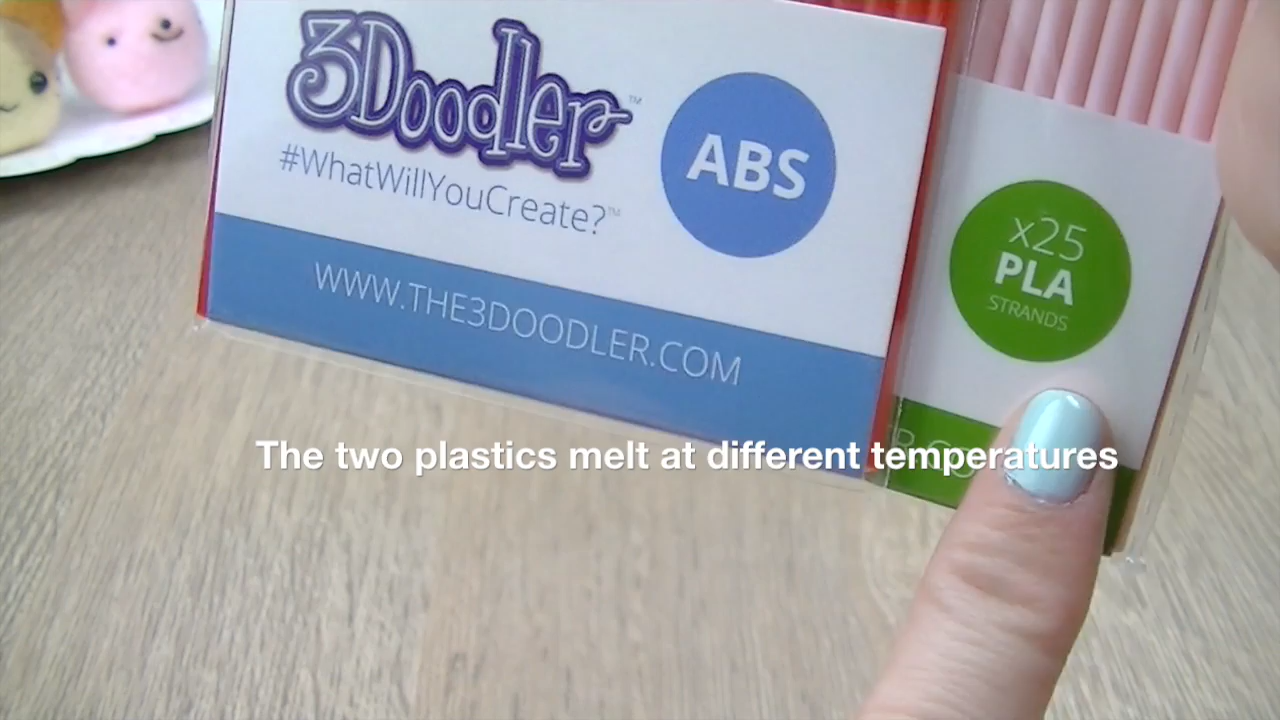 3Doodler™
#WhatWillYouCreate?™
ABS
WWW.THE3DOODLER.COM
x25
PLA
STRANDS
The two plastics melt at different temperatures